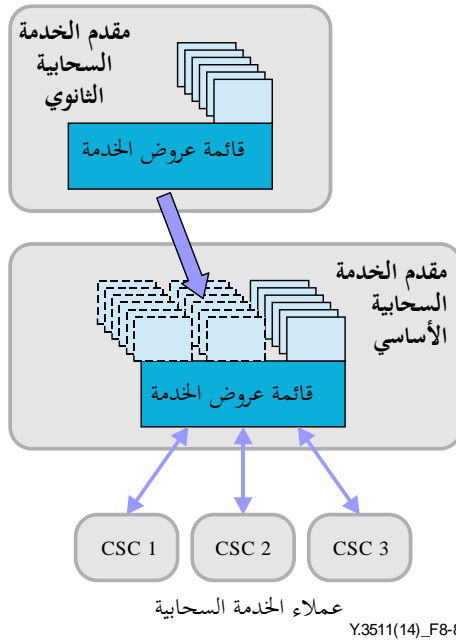 مقدم الخدمة
السحابية
الثانوي
قائمة عروض الخدمة
مقدم الخدمة
السحابية
الأساسي
قائمة عروض الخدمة
CSC 1
CSC 2
CSC 3
عملاء الخدمة السحابية
Y.3511(14)_F8-8